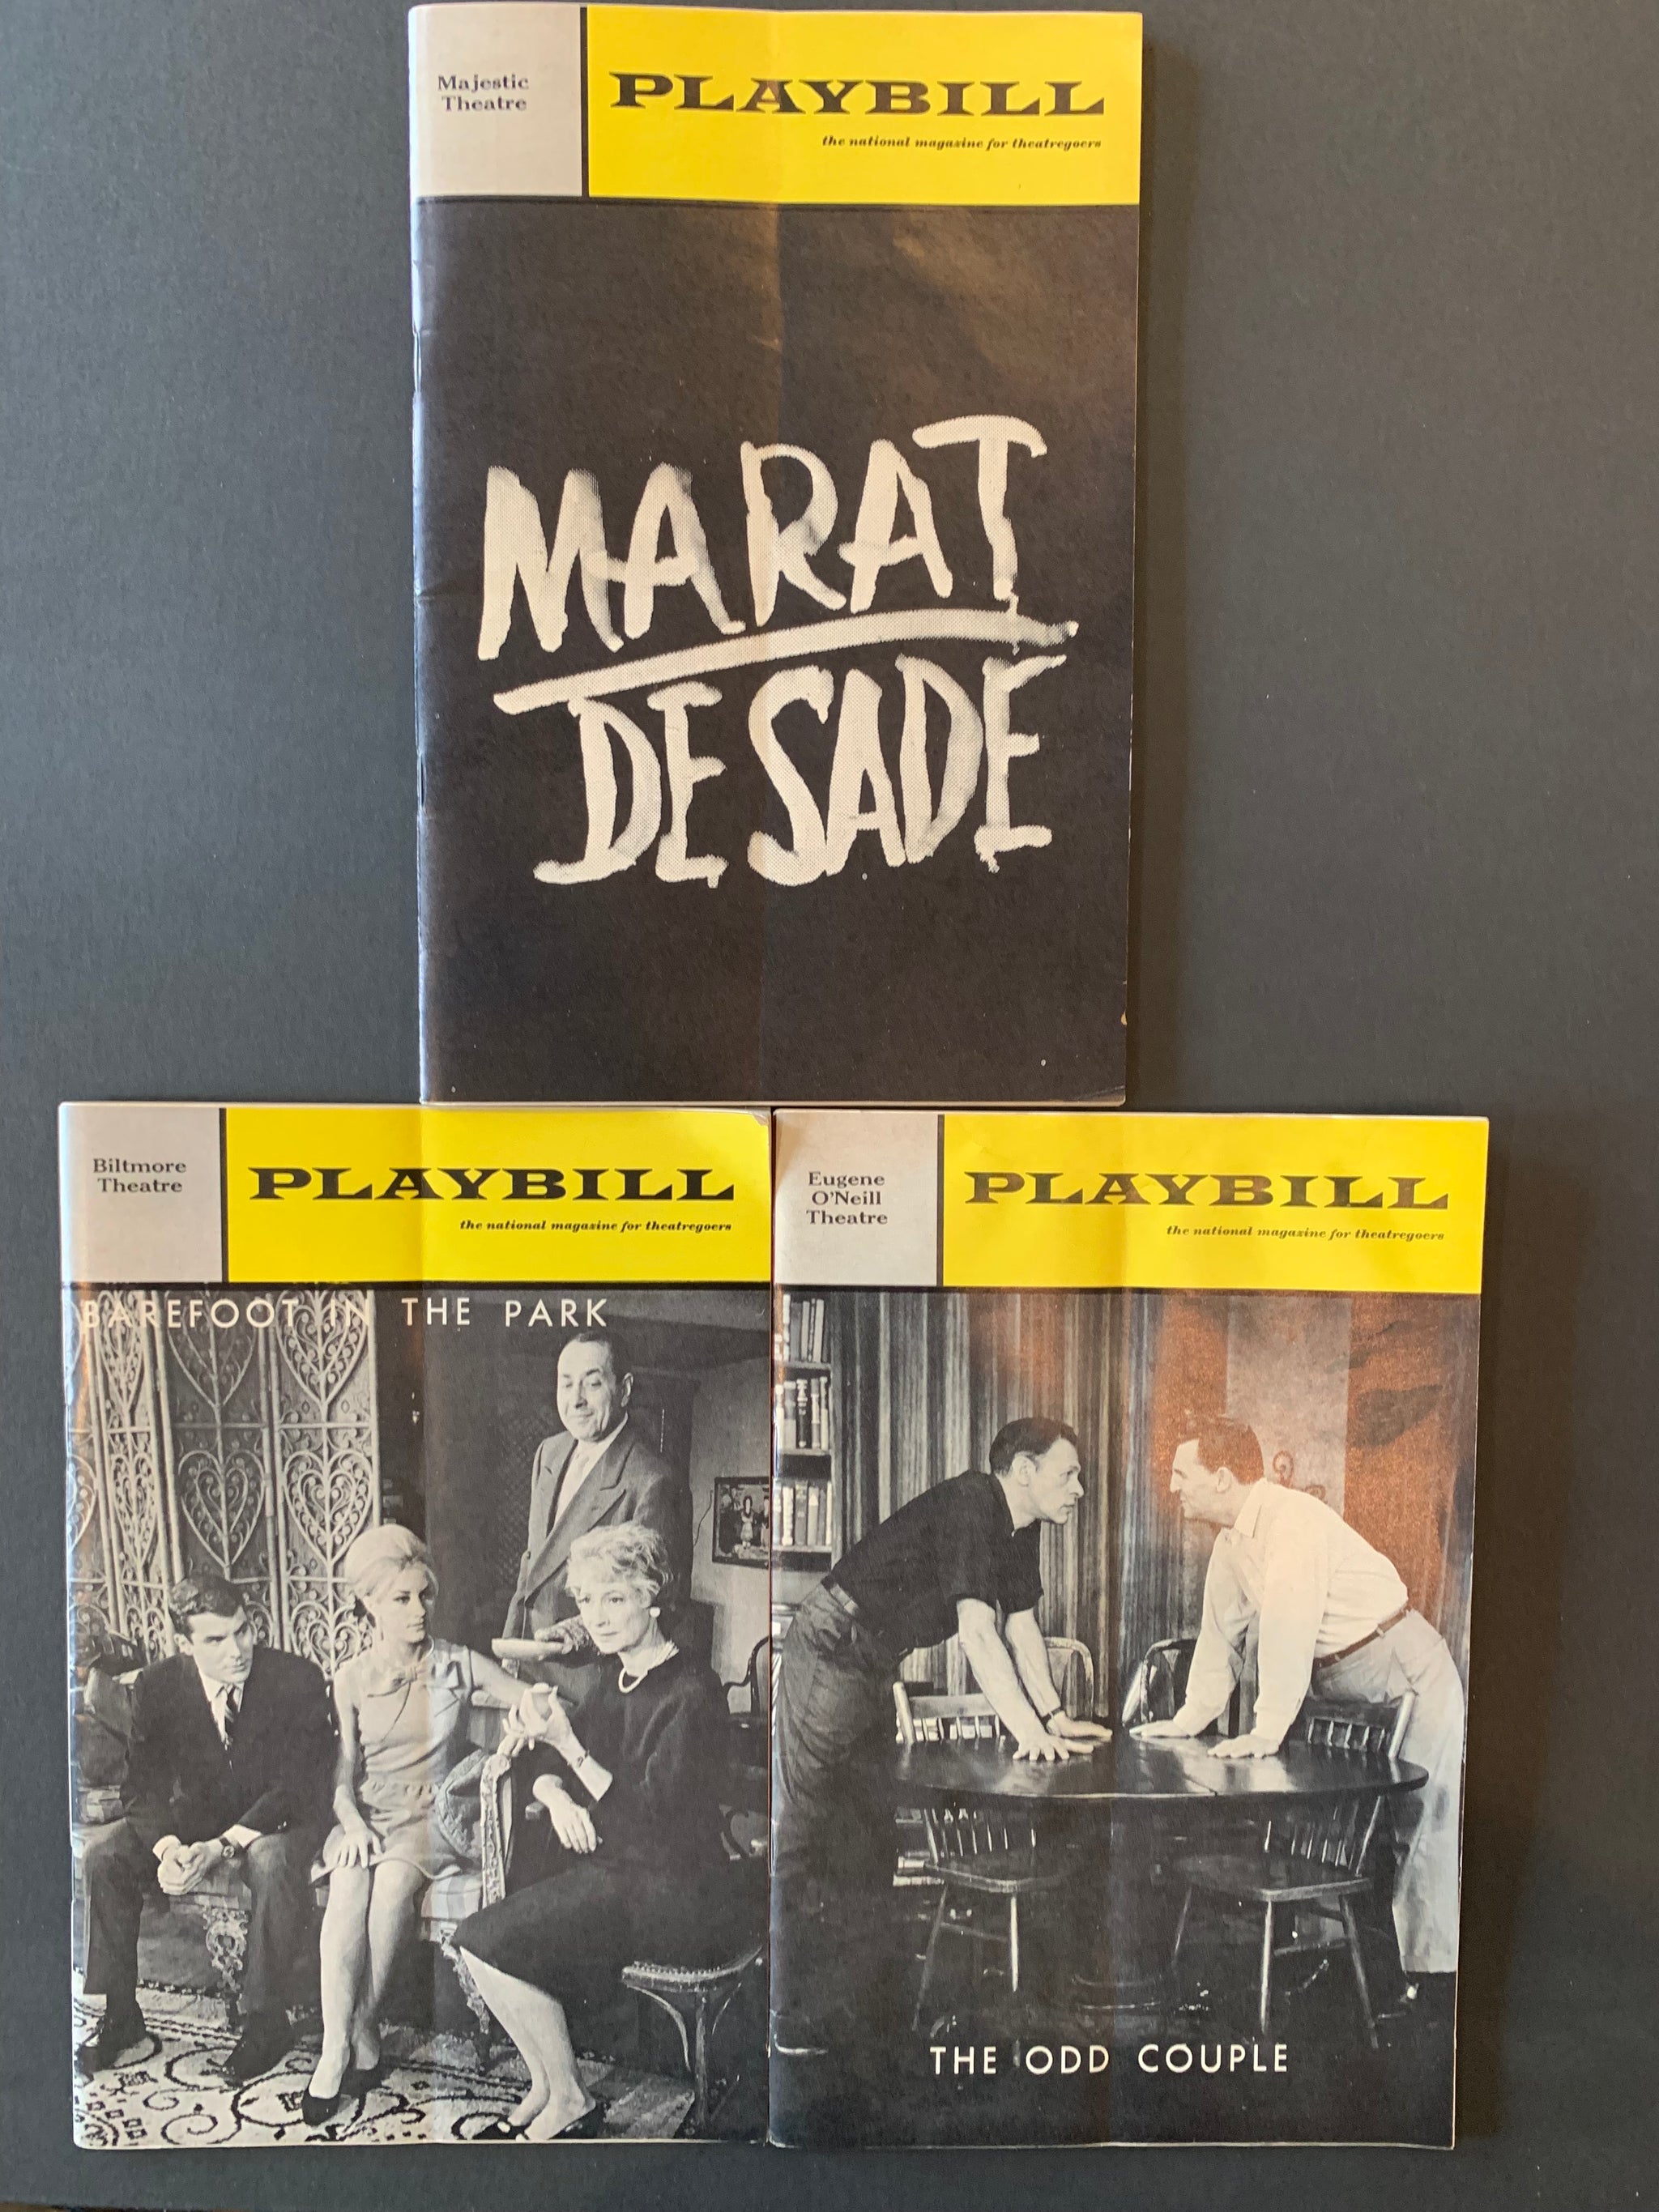 Majestic
Theatre
PLAYBILL
the national magazine for theatregoers
MARAT
DE SADE
Biltmore
Theatre
PLAYBILL
the national magazine for theatregoers
BAREFOOT IN THE PARK
Eugene
O'Neill
Theatre
PLAYBILL
the national magazine for theatregoers
THE ODD COUPLE